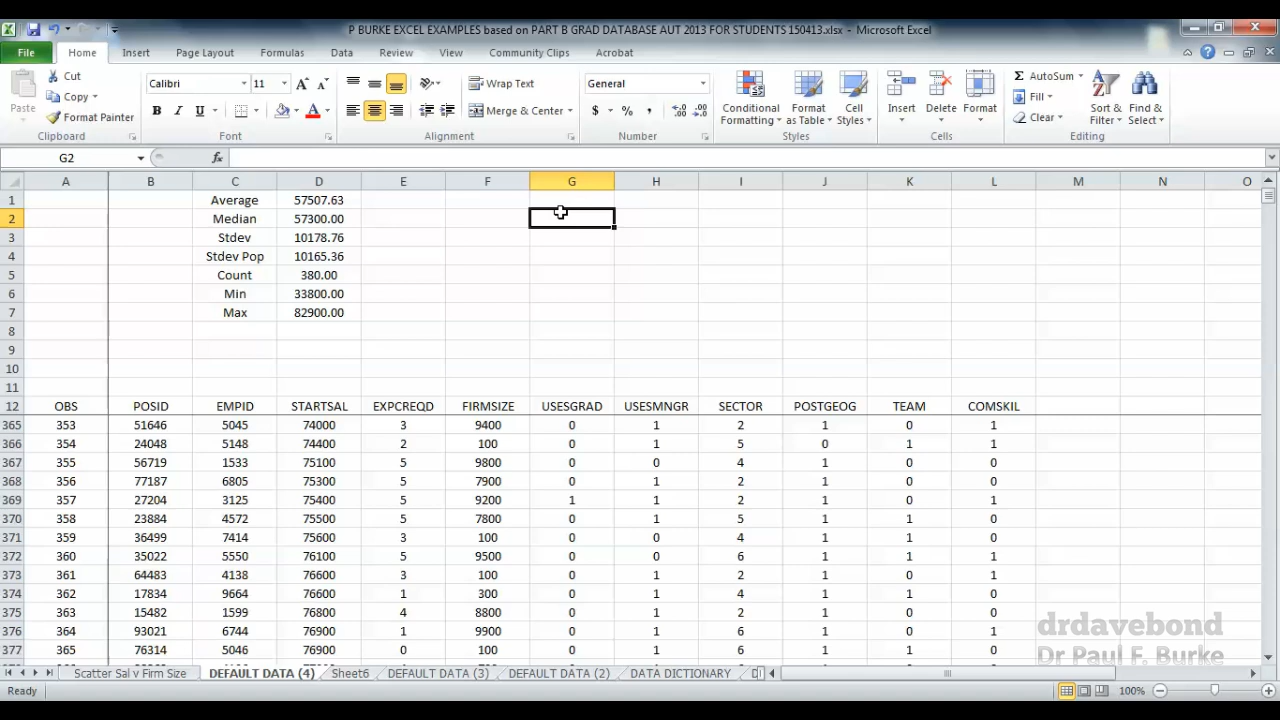 P BURKE EXCEL EXAMPLES based on PART B GRAD DATABASE AUT 2013 FOR STUDENTS 150413.xlsx - Microsoft Excel
File Home Insert Page Layout Formulas Data Review View Community Clips Acrobat
Paste
Cut
Copy
Format Painter
Clipboard
Calibri 11
B I U
Font
Wrap Text
Merge & Center
Alignment
General
$ % ,
Number
Conditional Formatting
Format as Table
Cell Styles
Styles
Insert
Delete
Format
Cells
AutoSum
Fill
Clear
Sort & Filter
Find & Select
Editing
G2 fx
A B C D E F G H I J K L M N O
1 Average 57507.63
2 Median 57300.00
3 Stdev 10178.76
4 Stdev Pop 10165.36
5 Count 380.00
6 Min 33800.00
7 Max 82900.00
8
9
10
11
12 OBS POSID EMPID STARTSAL EXPCREQD FIRMSIZE USESGRAD USESMNGR SECTOR POSTGEOG TEAM COMSKIL
365 353 51646 5045 74000 3 9400 0 1 2 1 0 1
366 354 24048 5148 74400 2 100 0 1 5 0 1 1
367 355 56719 1533 75100 5 9800 0 0 4 1 0 0
368 356 77187 6805 75300 5 7900 0 1 2 1 0 0
369 357 27204 3125 75400 5 9200 1 1 2 1 0 1
370 358 23884 4572 75500 5 7800 0 1 5 1 1 0
371 359 36499 7414 75600 3 100 0 0 4 1 0 0
372 360 35022 5550 76100 5 9500 0 1 6 1 1 1
373 361 64483 4138 76600 3 100 0 1 2 1 0 1
374 362 17834 9664 76600 1 300 0 1 4 1 1 0
375 363 15482 1599 76800 4 8800 0 1 2 1 0 0
376 364 93021 6744 76900 1 9900 0 1 6 1 0 1
377 365 76314 5046 76900 0 100 0 1 4 1 1 0
drdavebond
Dr Paul F. Burke
Scatter Sal v Firm Size DEFAULT DATA (4) Sheet6 DEFAULT DATA (3) DEFAULT DATA (2) DATA DICTIONARY
Ready 100%